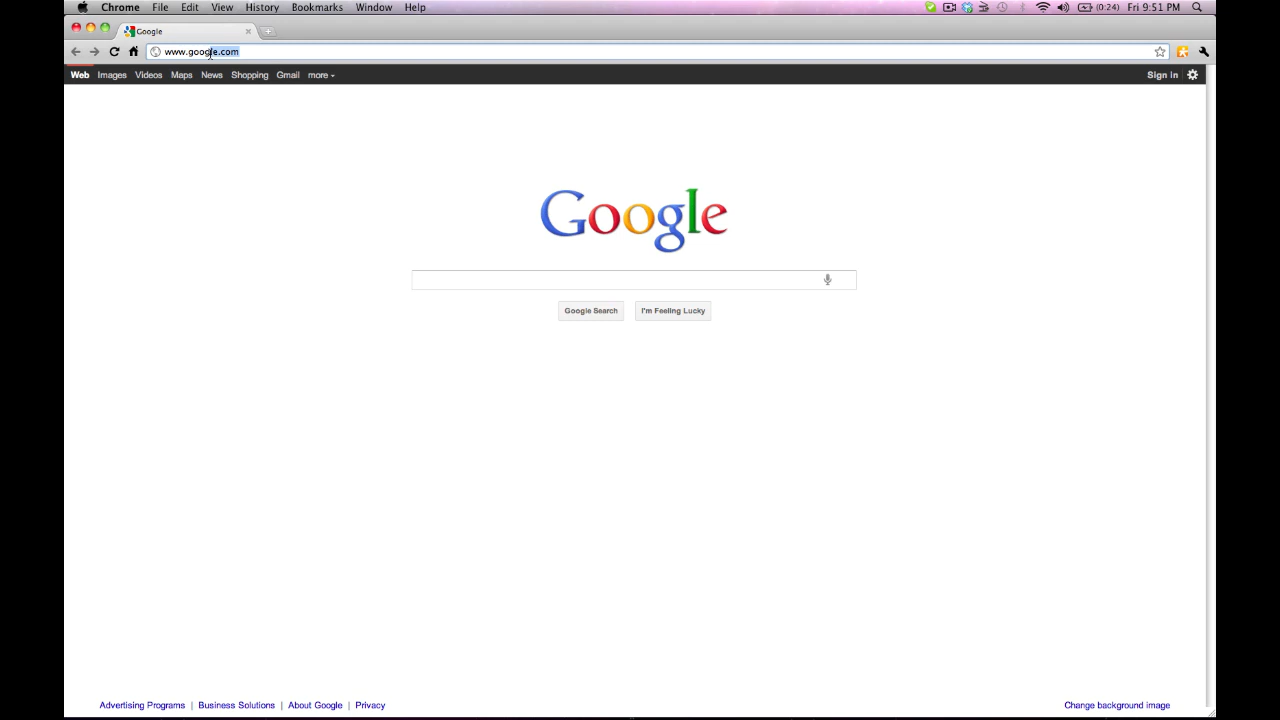 Chrome File Edit View History Bookmarks Window Help (0:24) Fri 9:51 PM
Google
www.google.com
Web Images Videos Maps News Shopping Gmail more Sign in
Google
Google Search I'm Feeling Lucky
Advertising Programs | Business Solutions | About Google | Privacy Change background image